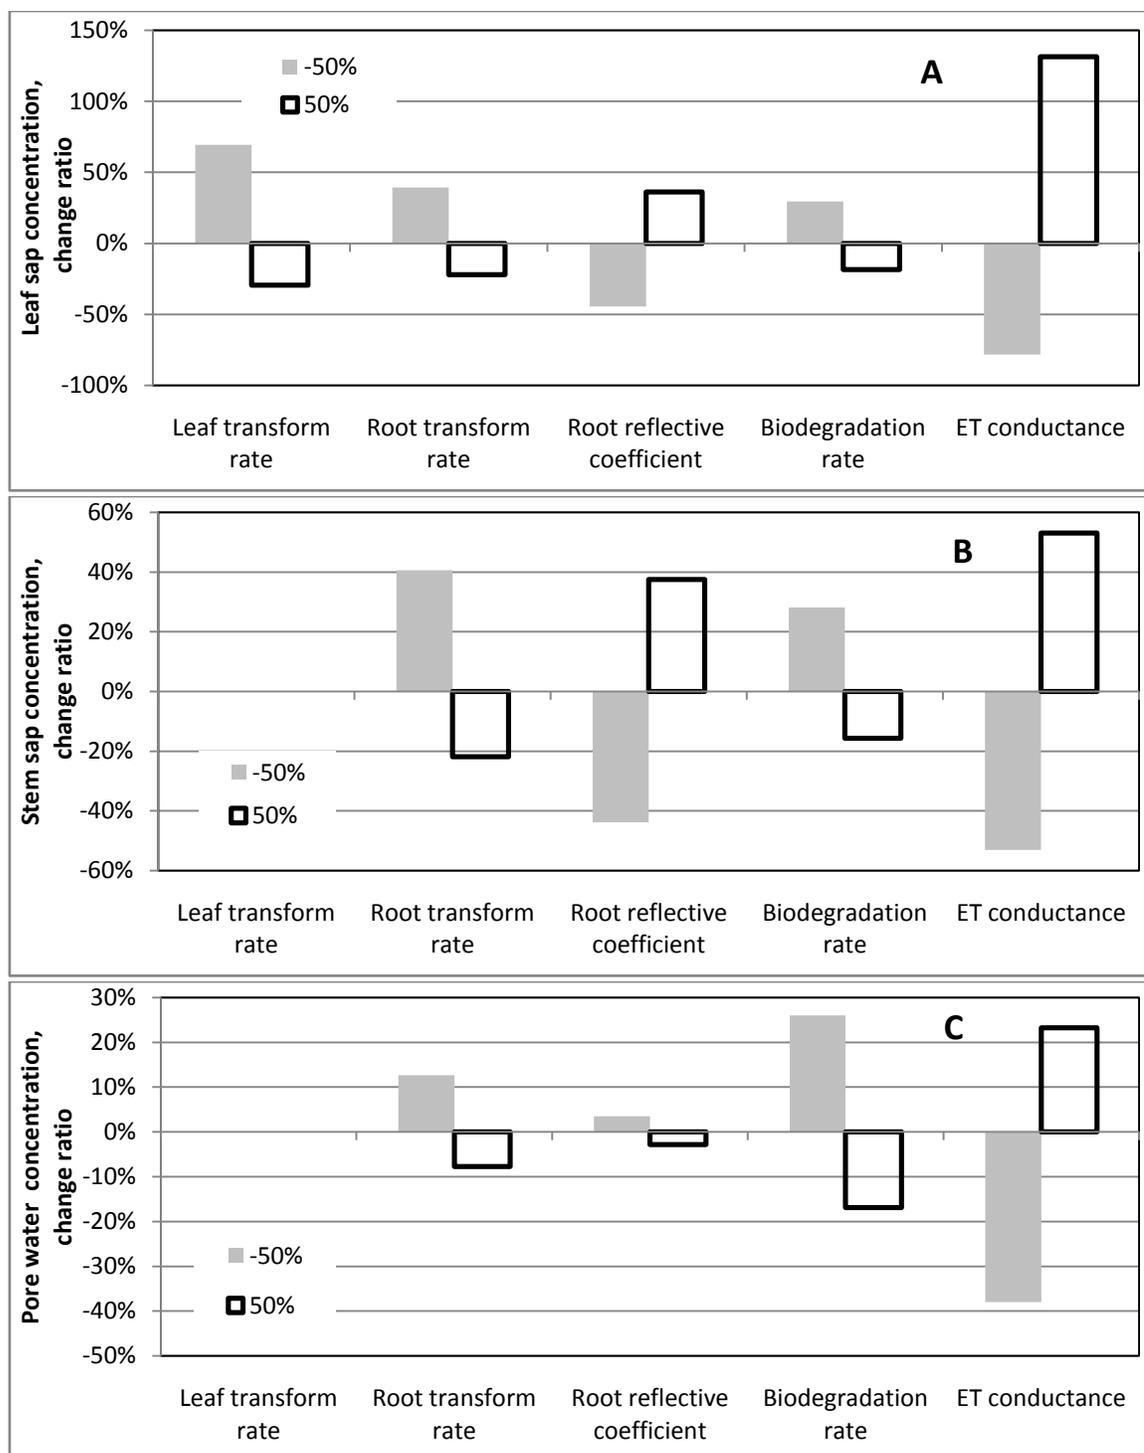 150%
100%
50%
0%
-50%
-100%
Leaf sap concentration,
change ratio
-50%
50%
A
Leaf transform
rate
Root transform
rate
Root reflective
coefficient
Biodegradation
rate
ET conductance
60%
40%
20%
0%
-20%
-40%
-60%
Stem sap concentration,
change ratio
-50%
50%
B
Leaf transform
rate
Root transform
rate
Root reflective
coefficient
Biodegradation
rate
ET conductance
30%
20%
10%
0%
-10%
-20%
-30%
-40%
-50%
Pore water concentration,
change ratio
-50%
50%
C
Leaf transform
rate
Root transform
rate
Root reflective
coefficient
Biodegradation
rate
ET conductance